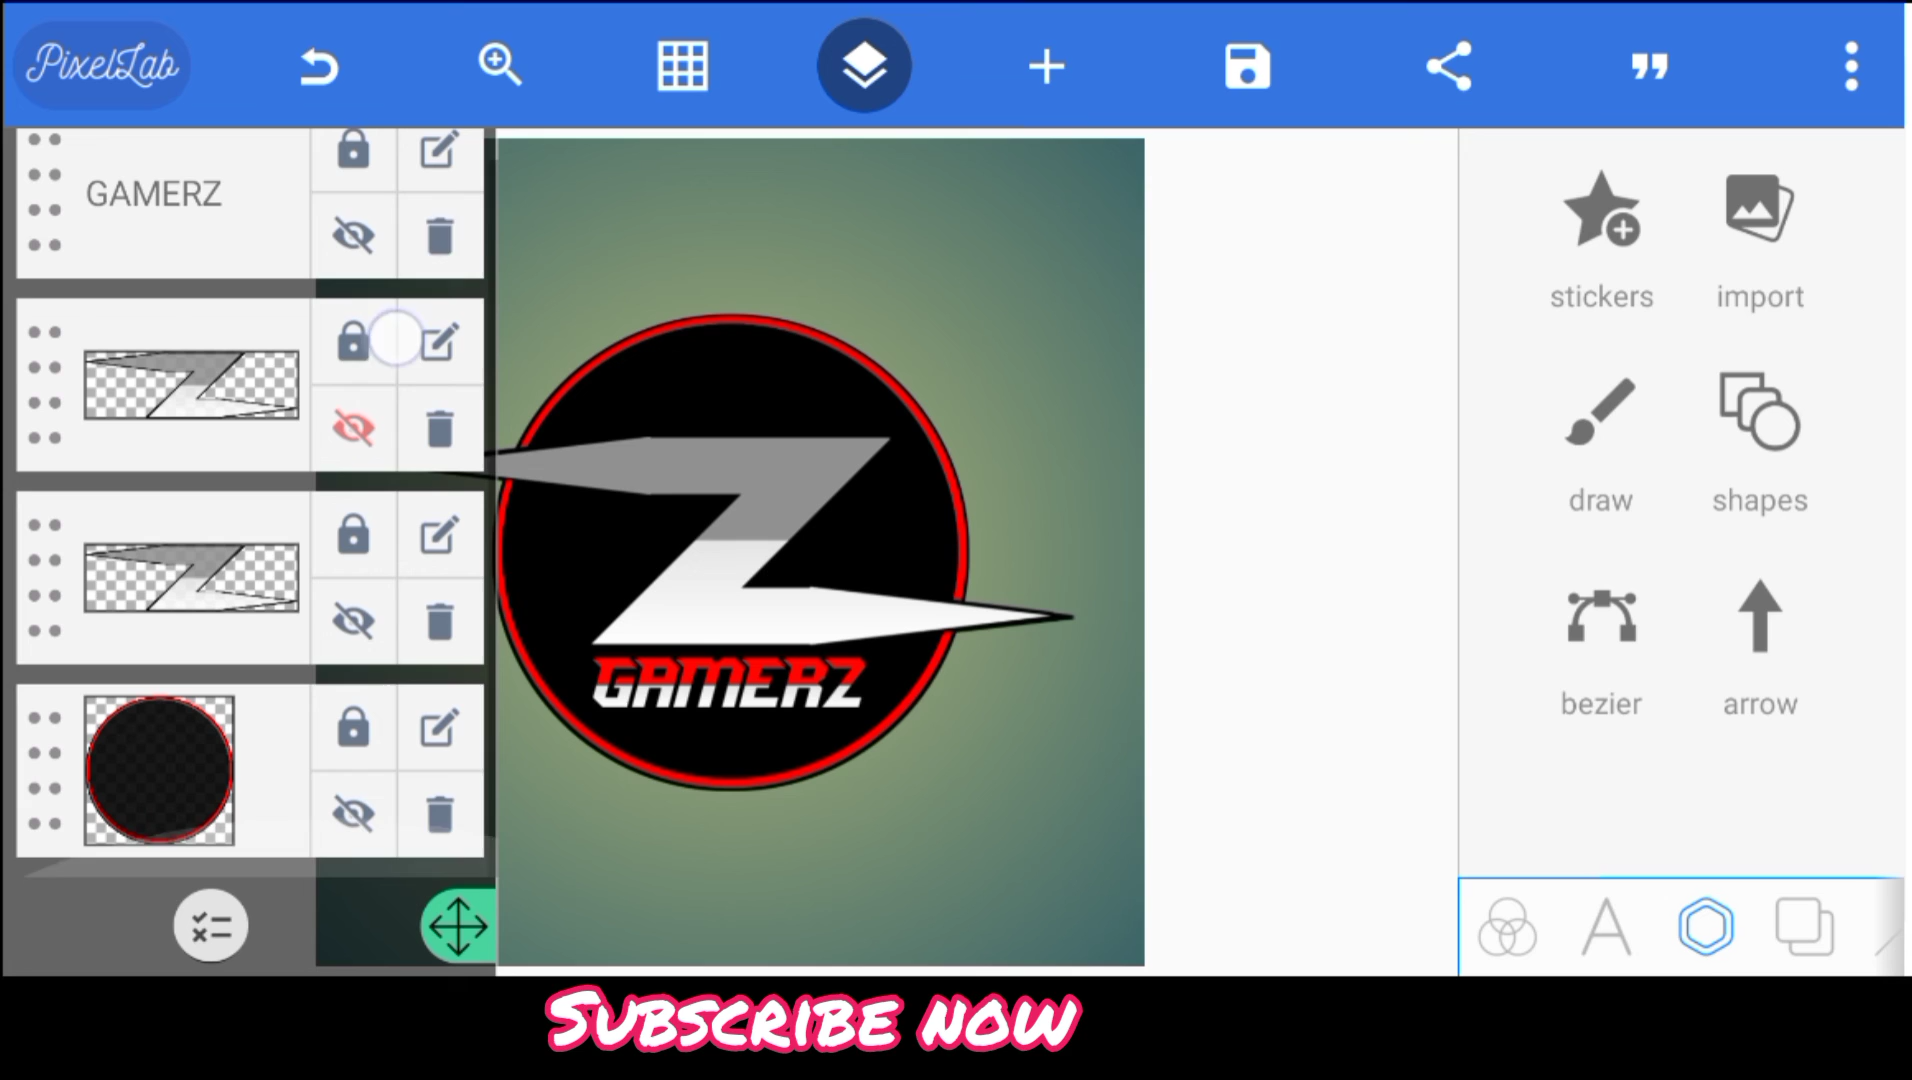 PixelLab
GAMERZ
GAMERZ
stickers
import
draw
shapes
bezier
arrow
SUBSCRIBE NOW